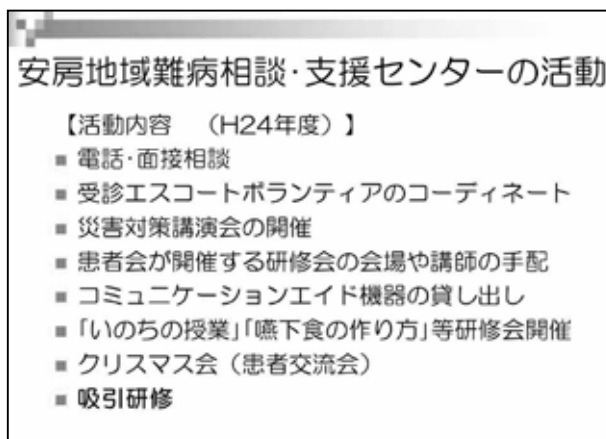 安房地域難病相談・支援センターの活動
【活動内容　（H24年度）】
■ 電話・面接相談
■ 受診エスコートボランティアのコーディネート
■ 災害対策講演会の開催
■ 患者会が開催する研修会の会場や講師の手配
■ コミュニケーションエイド機器の貸し出し
■ 「いのちの授業」「嚥下食の作り方」等研修会開催
■ クリスマス会（患者交流会）
■ 吸引研修